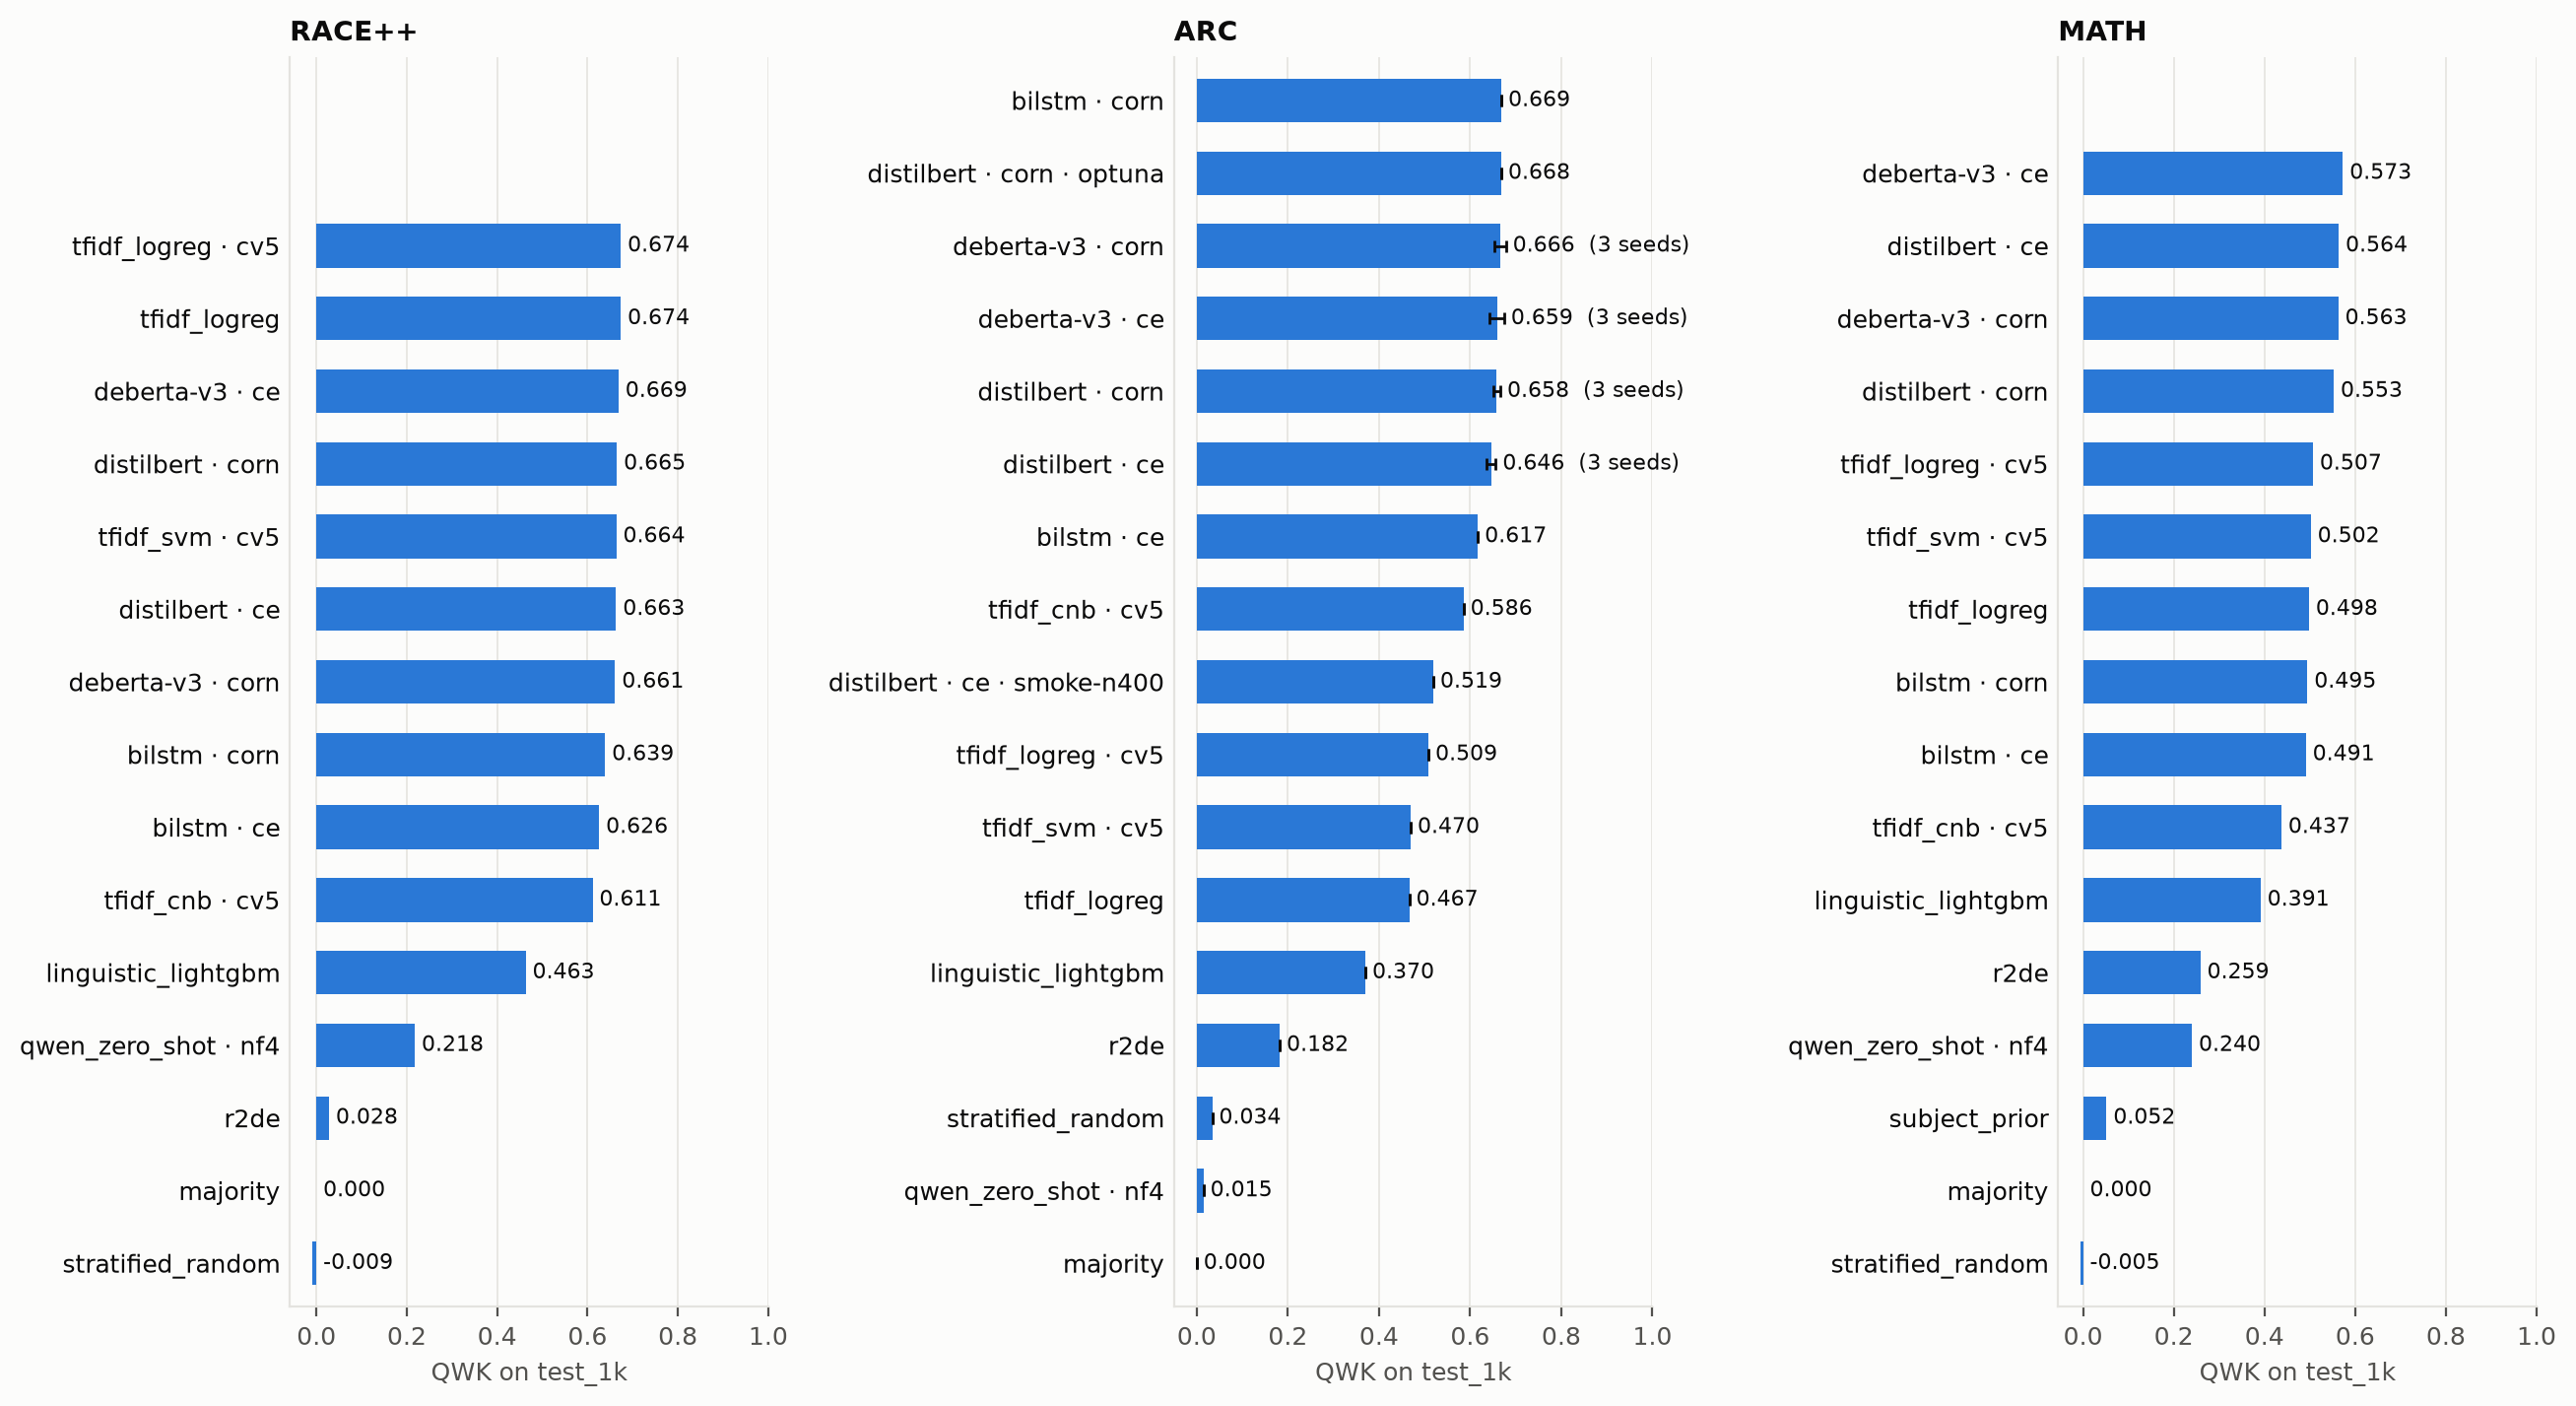 RACE++
tfidf_logreg · cv5 0.674
tfidf_logreg 0.674
deberta-v3 · ce 0.669
distilbert · corn 0.665
tfidf_svm · cv5 0.664
distilbert · ce 0.663
deberta-v3 · corn 0.661
bilstm · corn 0.639
bilstm · ce 0.626
tfidf_cnb · cv5 0.611
linguistic_lightgbm 0.463
qwen_zero_shot · nf4 0.218
r2de 0.028
majority 0.000
stratified_random -0.009
0.0 0.2 0.4 0.6 0.8 1.0
QWK on test_1k
ARC
bilstm · corn 0.669
distilbert · corn · optuna 0.668
deberta-v3 · corn 0.666 (3 seeds)
deberta-v3 · ce 0.659 (3 seeds)
distilbert · corn 0.658 (3 seeds)
distilbert · ce 0.646 (3 seeds)
bilstm · ce 0.617
tfidf_cnb · cv5 0.586
distilbert · ce · smoke-n400 0.519
tfidf_logreg · cv5 0.509
tfidf_svm · cv5 0.470
tfidf_logreg 0.467
linguistic_lightgbm 0.370
r2de 0.182
stratified_random 0.034
qwen_zero_shot · nf4 0.015
majority 0.000
0.0 0.2 0.4 0.6 0.8 1.0
QWK on test_1k
MATH
deberta-v3 · ce 0.573
distilbert · ce 0.564
deberta-v3 · corn 0.563
distilbert · corn 0.553
tfidf_logreg · cv5 0.507
tfidf_svm · cv5 0.502
tfidf_logreg 0.498
bilstm · corn 0.495
bilstm · ce 0.491
tfidf_cnb · cv5 0.437
linguistic_lightgbm 0.391
r2de 0.259
qwen_zero_shot · nf4 0.240
subject_prior 0.052
majority 0.000
stratified_random -0.005
0.0 0.2 0.4 0.6 0.8 1.0
QWK on test_1k